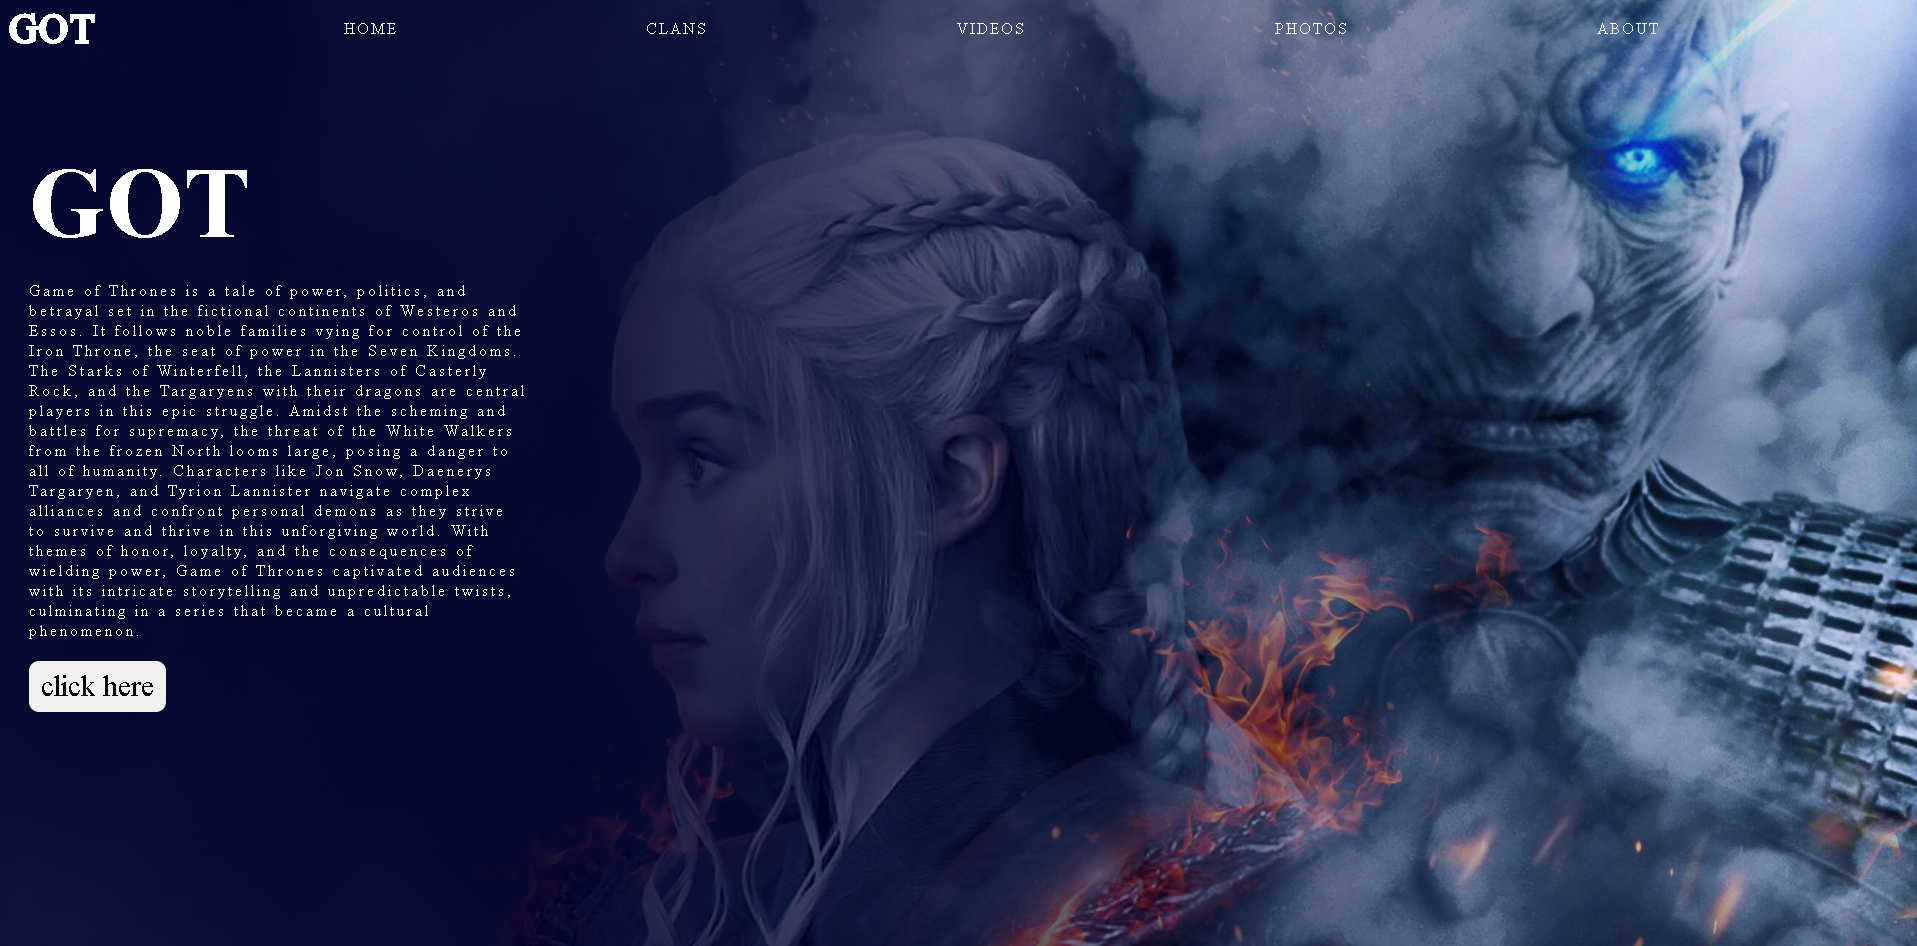 GOT
HOME
CLANS
VIDEOS
PHOTOS
ABOUT
GOT
Game of Thrones is a tale of power, politics, and
betrayal set in the fictional continents of Westeros and
Essos. It follows noble families vying for control of the
Iron Throne, the seat of power in the Seven Kingdoms.
The Starks of Winterfell, the Lannisters of Casterly
Rock, and the Targaryens with their dragons are central
players in this epic struggle. Amidst the scheming and
battles for supremacy, the threat of the White Walkers
from the frozen North looms large, posing a danger to
all of humanity. Characters like Jon Snow, Daenerys
Targaryen, and Tyrion Lannister navigate complex
alliances and confront personal demons as they strive
to survive and thrive in this unforgiving world. With
themes of honor, loyalty, and the consequences of
wielding power, Game of Thrones captivated audiences
with its intricate storytelling and unpredictable twists,
culminating in a series that became a cultural
phenomenon.
click here